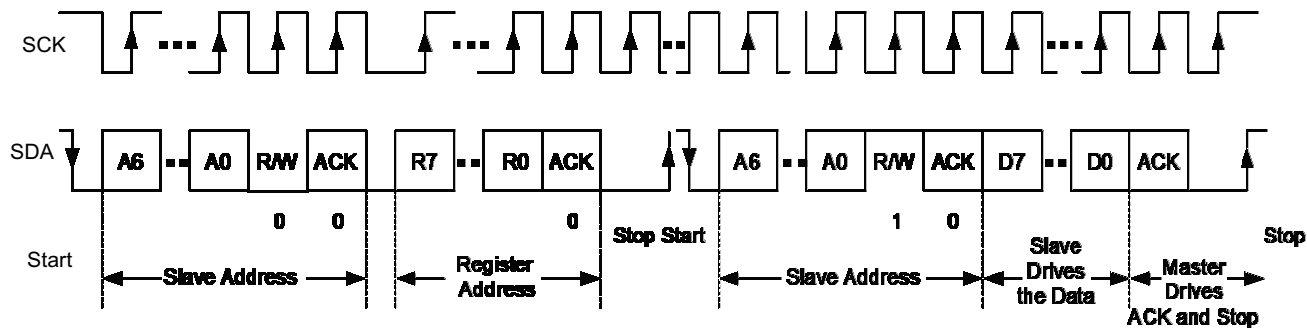 SCK
SDA
A6 A0 R/W ACK R7 R0 ACK A6 A0 R/W ACK D7 D0 ACK
0 0 0 1 0
Stop Start
Stop
Start
Slave Address
Register
Address
Slave Address
Slave
Drives
the Data
Master
Drives
ACK and Stop